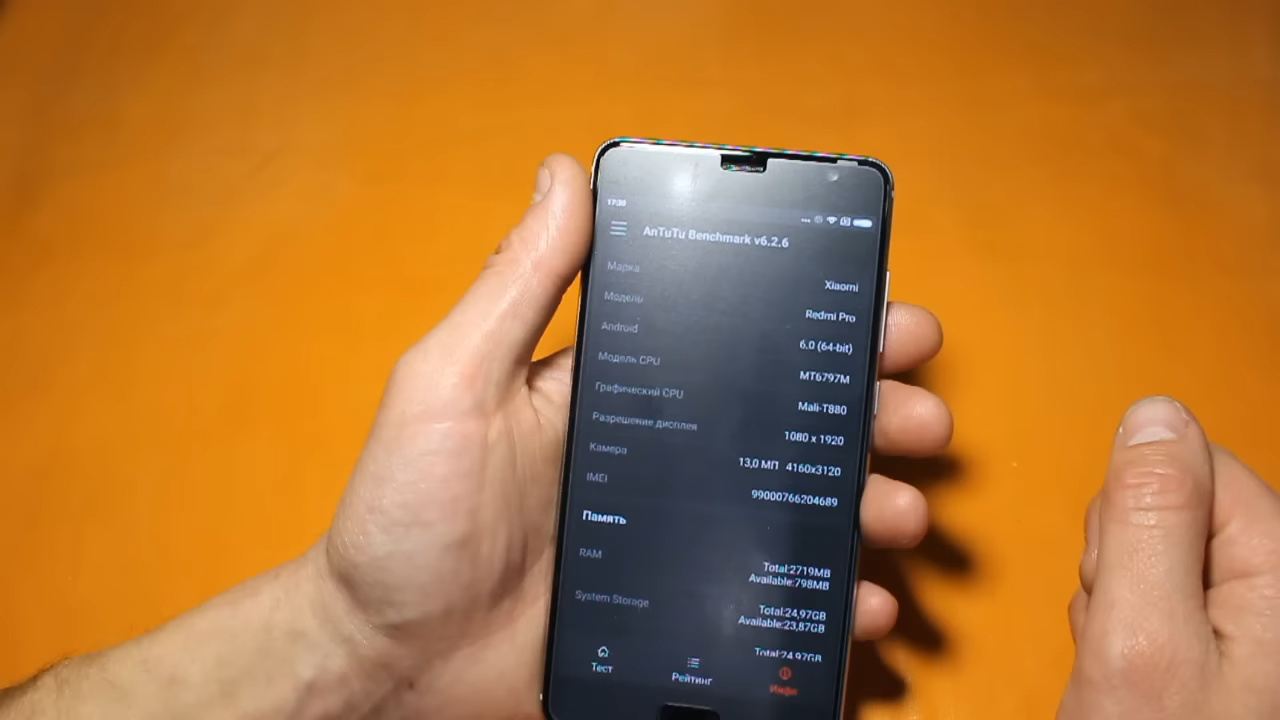 17:39
AnTuTu Benchmark v6.2.6
Марка Xiaomi
Модель Redmi Pro
Android 6.0 (64-bit)
Модель CPU MT6797M
Графический CPU Mali-T880
Разрешение дисплея 1080 x 1920
Камера 13,0 МП 4160x3120
IMEI 99000766204689
Память
RAM Total:2719MB
Available:798MB
System Storage Total:24,97GB
Available:23,87GB
Total:24,97GB
Тест Рейтинг Инфо